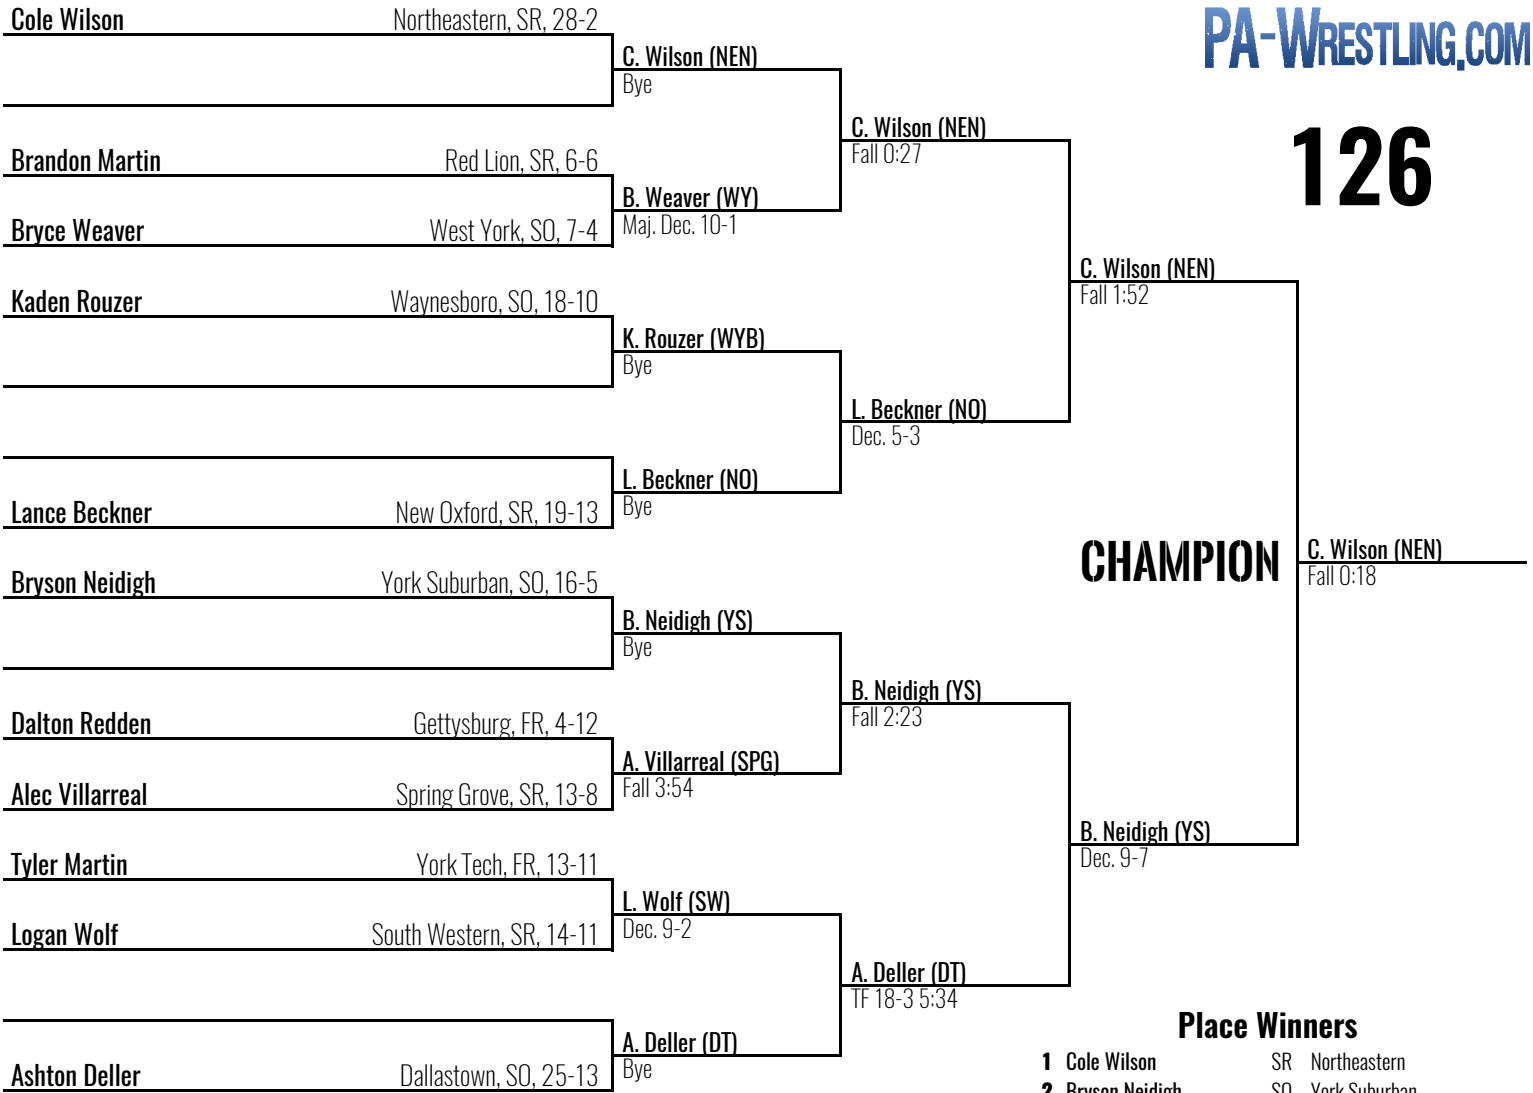 Cole Wilson Northeastern, SR, 28-2
PA-WRESTLING.COM
C. Wilson (NEN)
Bye
126
C. Wilson (NEN)
Fall 0:27
Brandon Martin Red Lion, SR, 6-6
B. Weaver (WY)
Maj. Dec. 10-1
Bryce Weaver West York, SO, 7-4
C. Wilson (NEN)
Fall 1:52
Kaden Rouzer Waynesboro, SO, 18-10
K. Rouzer (WYB)
Bye
L. Beckner (NO)
Dec. 5-3
L. Beckner (NO)
Bye
Lance Beckner New Oxford, SR, 19-13
CHAMPION
C. Wilson (NEN)
Fall 0:18
Bryson Neidigh York Suburban, SO, 16-5
B. Neidigh (YS)
Bye
B. Neidigh (YS)
Fall 2:23
Dalton Redden Gettysburg, FR, 4-12
A. Villarreal (SPG)
Fall 3:54
Alec Villarreal Spring Grove, SR, 13-8
B. Neidigh (YS)
Dec. 9-7
Tyler Martin York Tech, FR, 13-11
L. Wolf (SW)
Dec. 9-2
Logan Wolf South Western, SR, 14-11
A. Deller (DT)
TF 18-3 5:34
A. Deller (DT)
Bye
Ashton Deller Dallastown, SO, 25-13
Place Winners
1 Cole Wilson SR Northeastern
2 Bryson Neidigh SO York Suburban